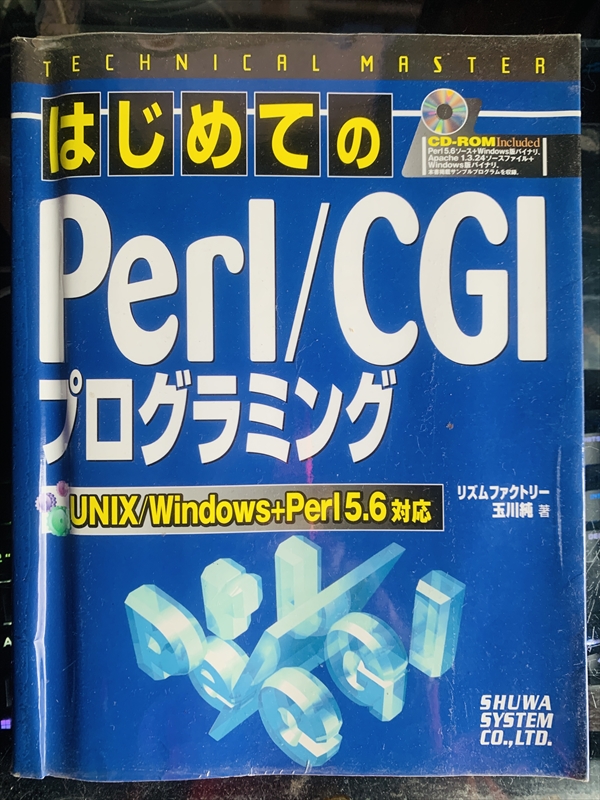 TECHNICAL MASTER
はじめての
CD-ROM Included
Perl 5.6ソース+Windows版バイナリ、
Apache 1.3.24ソースファイル+
Windows版バイナリ、
本書掲載サンプルプログラムを収録。
Perl/CGI
プログラミング
UNIX/Windows+Perl5.6 対応
リズムファクトリー
玉川純 著
Perl
CGI
SHUWA
SYSTEM
CO.,LTD.